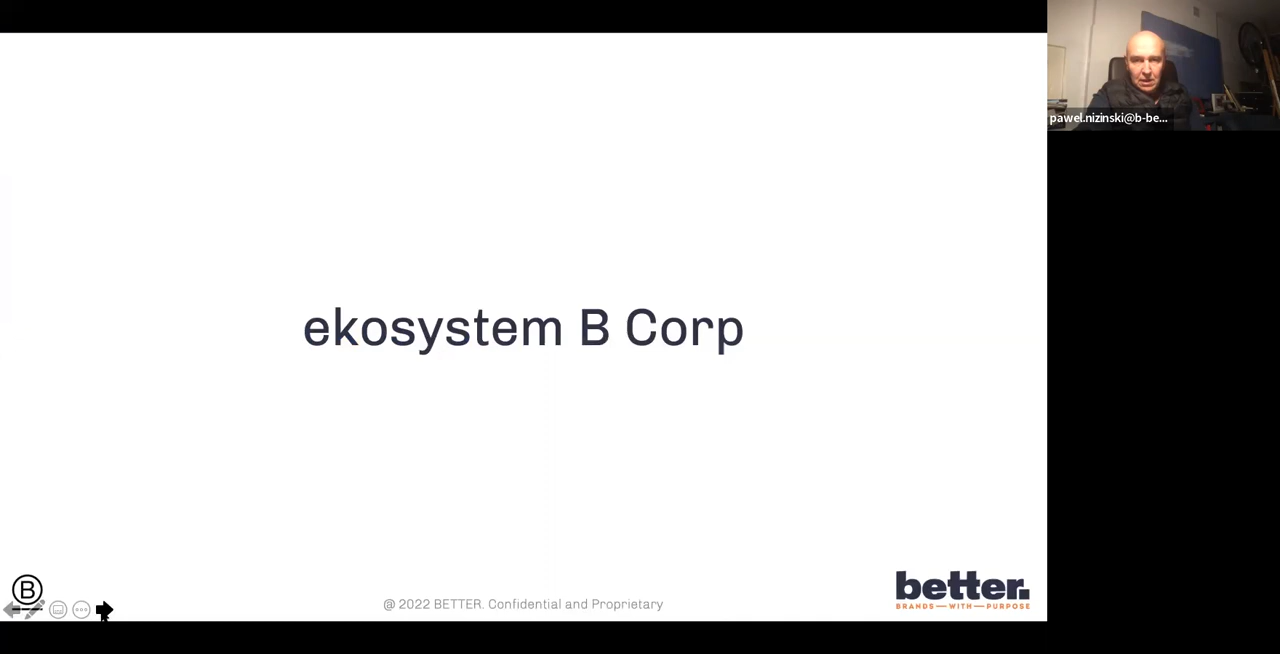 pawel.nizinski@b-be...
ekosystem B Corp
B
@ 2022 BETTER. Confidential and Proprietary
better.
BRANDS — WITH — PURPOSE